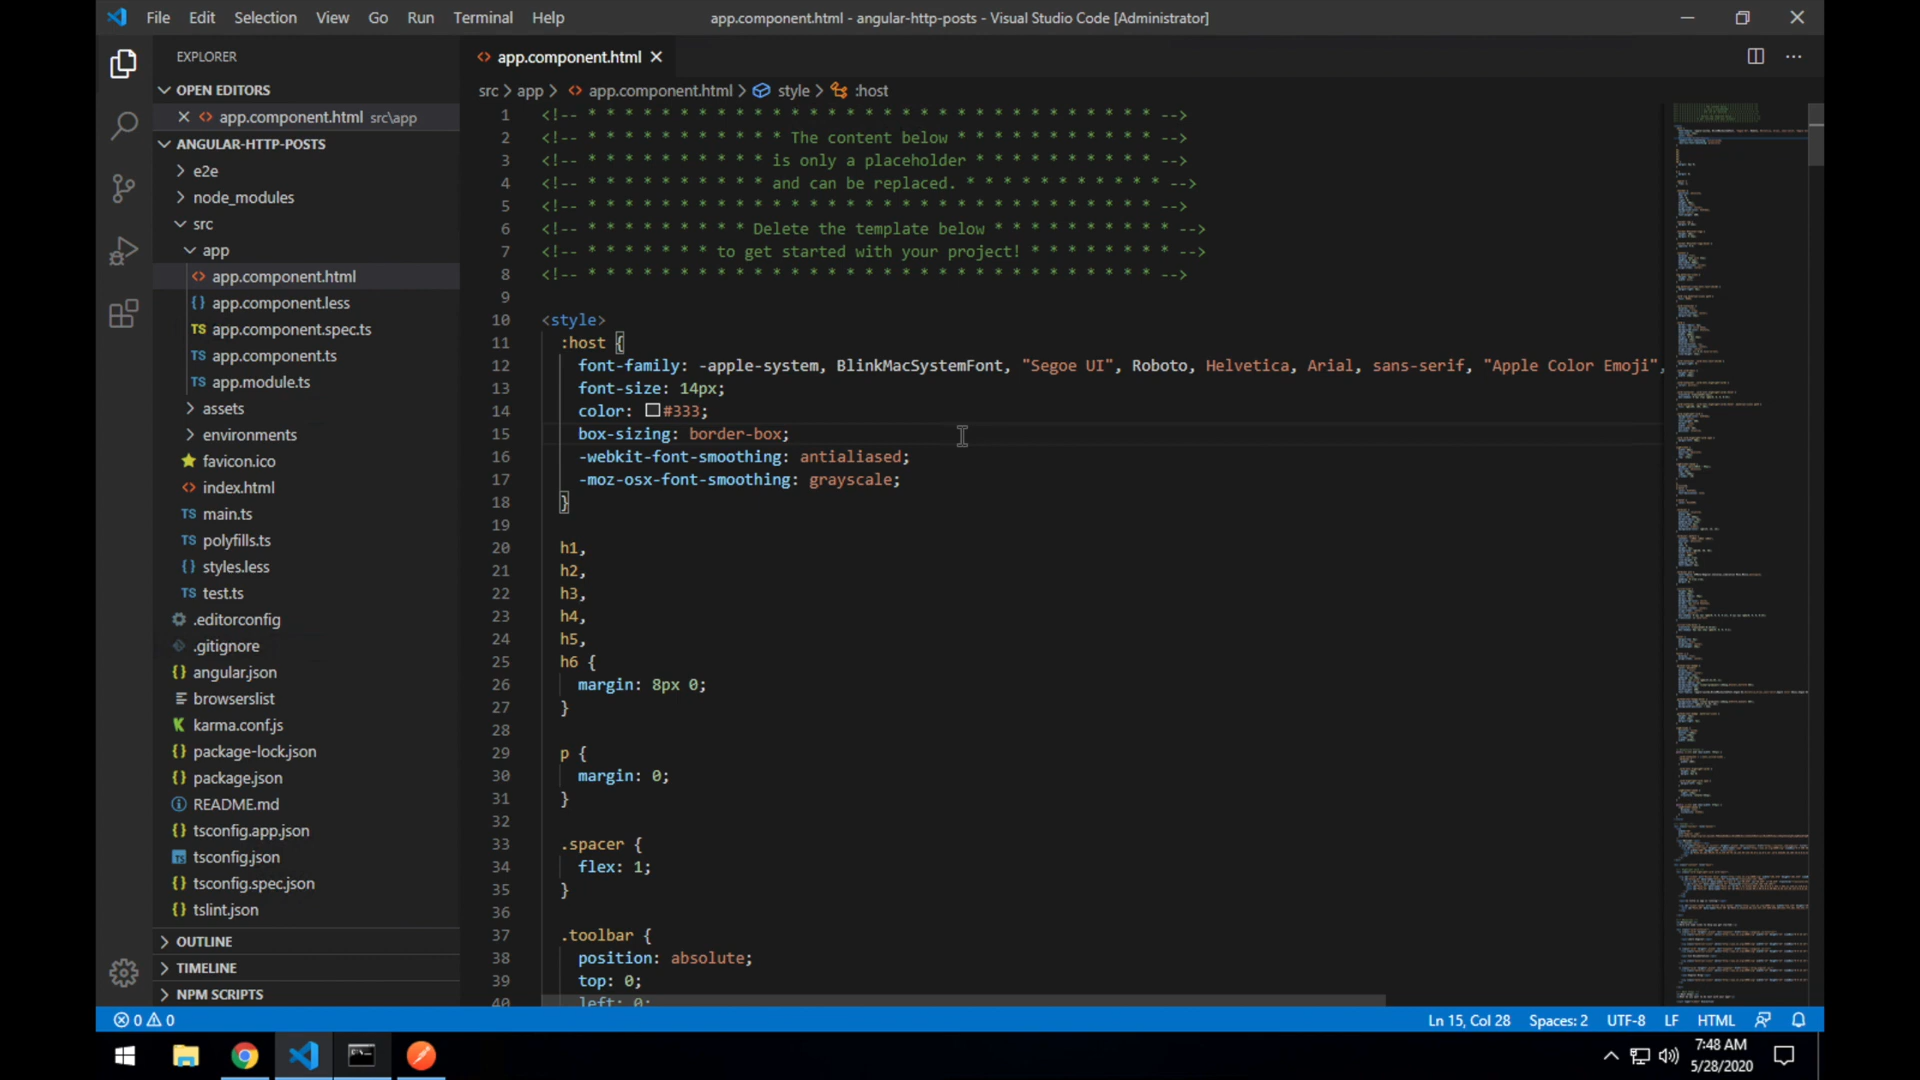 File Edit Selection View Go Run Terminal Help
app.component.html - angular-http-posts - Visual Studio Code [Administrator]
EXPLORER
OPEN EDITORS
app.component.html src\app
ANGULAR-HTTP-POSTS
e2e
node_modules
src
app
app.component.html
app.component.less
TS app.component.spec.ts
TS app.component.ts
TS app.module.ts
assets
environments
favicon.ico
index.html
TS main.ts
TS polyfills.ts
styles.less
TS test.ts
.editorconfig
.gitignore
angular.json
browserslist
karma.conf.js
package-lock.json
package.json
README.md
tsconfig.app.json
tsconfig.json
tsconfig.spec.json
tslint.json
OUTLINE
TIMELINE
NPM SCRIPTS
app.component.html
src > app > app.component.html > style > :host
1 <!-- * * * * * * * * * * * * * * * * * * * * * * * * * * * * * * * -->
2 <!-- * * * * * * * * * * * The content below * * * * * * * * * * * -->
3 <!-- * * * * * * * * * * is only a placeholder * * * * * * * * * * -->
4 <!-- * * * * * * * * * * and can be replaced. * * * * * * * * * * * -->
5 <!-- * * * * * * * * * * * * * * * * * * * * * * * * * * * * * * * -->
6 <!-- * * * * * * * * * Delete the template below * * * * * * * * * * -->
7 <!-- * * * * * * * to get started with your project! * * * * * * * * -->
8 <!-- * * * * * * * * * * * * * * * * * * * * * * * * * * * * * * * -->
9
10 <style>
11 :host {
12 font-family: -apple-system, BlinkMacSystemFont, "Segoe UI", Roboto, Helvetica, Arial, sans-serif, "Apple Color Emoji",
13 font-size: 14px;
14 color: #333;
15 box-sizing: border-box;
16 -webkit-font-smoothing: antialiased;
17 -moz-osx-font-smoothing: grayscale;
18 }
19
20 h1,
21 h2,
22 h3,
23 h4,
24 h5,
25 h6 {
26 margin: 8px 0;
27 }
28
29 p {
30 margin: 0;
31 }
32
33 .spacer {
34 flex: 1;
35 }
36
37 .toolbar {
38 position: absolute;
39 top: 0;
40 left: 0;
0 0
Ln 15, Col 28 Spaces: 2 UTF-8 LF HTML
7:48 AM
5/28/2020